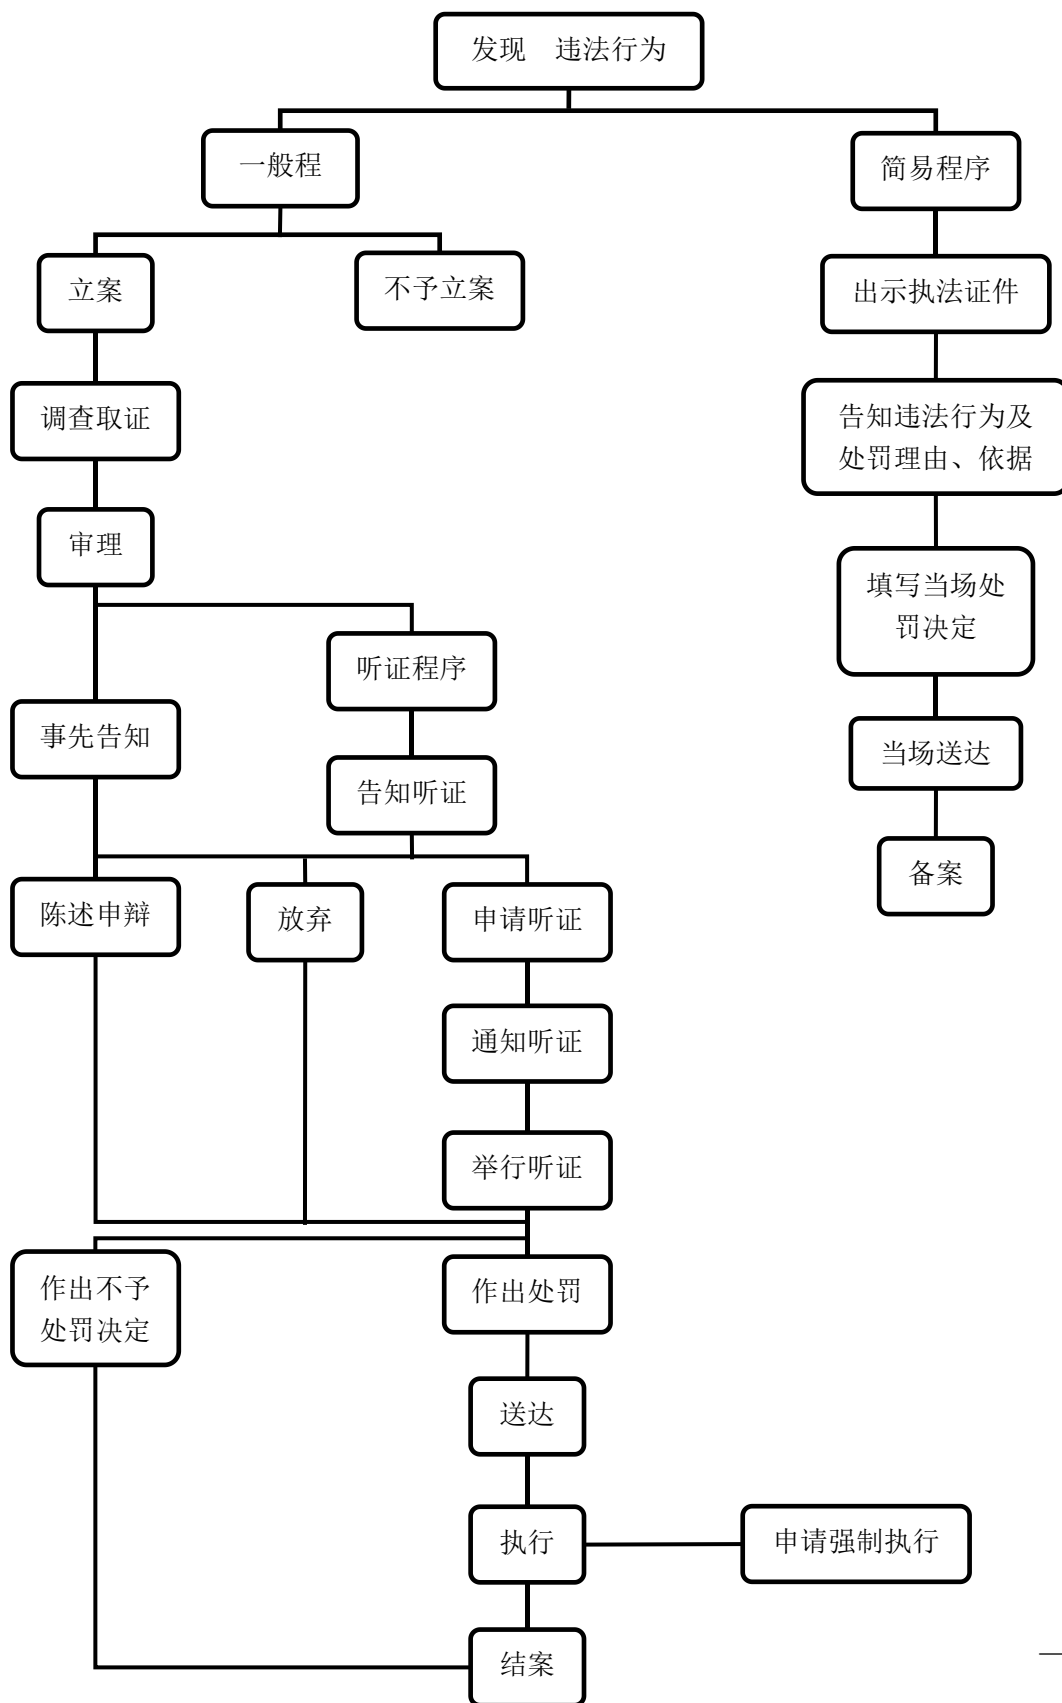 发现　违法行为
一般程
简易程序
立案
不予立案
出示执法证件
调查取证
告知违法行为及
处罚理由、依据
审理
填写当场处
罚决定
听证程序
事先告知
当场送达
告知听证
备案
陈述申辩
放弃
申请听证
通知听证
举行听证
作出不予
处罚决定
作出处罚
送达
执行
申请强制执行
结案